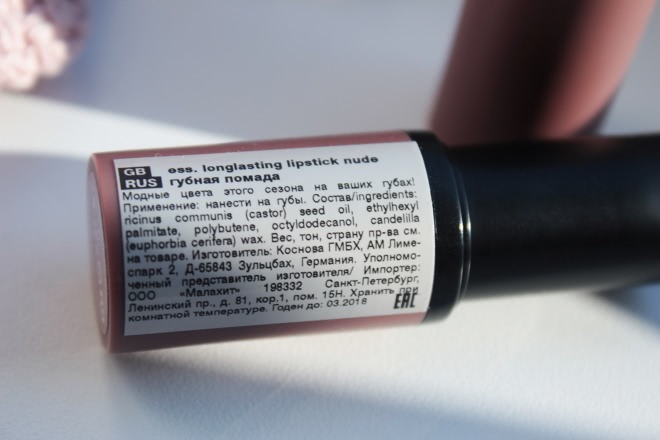 GB ess. longlasting lipstick nude
RUS губная помада
Модные цвета этого сезона на ваших губах!
Применение: нанести на губы. Состав/ingredients:
ricinus communis (castor) seed oil, ethylhexyl
palmitate, polybutene, octyldodecanol, candelilla
(euphorbia cerifera) wax. Вес, тон, страну пр-ва см.
на товаре. Изготовитель: Коснова ГМБХ, АМ Лиме-
спарк 2, Д-65843 Зульцбах, Германия. Уполномо-
ченный представитель изготовителя/ Импортер:
ООО «Малахит» 198332 Санкт-Петербург,
Ленинский пр., д. 81, кор.1, пом. 15Н. Хранить при
комнатной температуре. Годен до: 03.2018
EAC